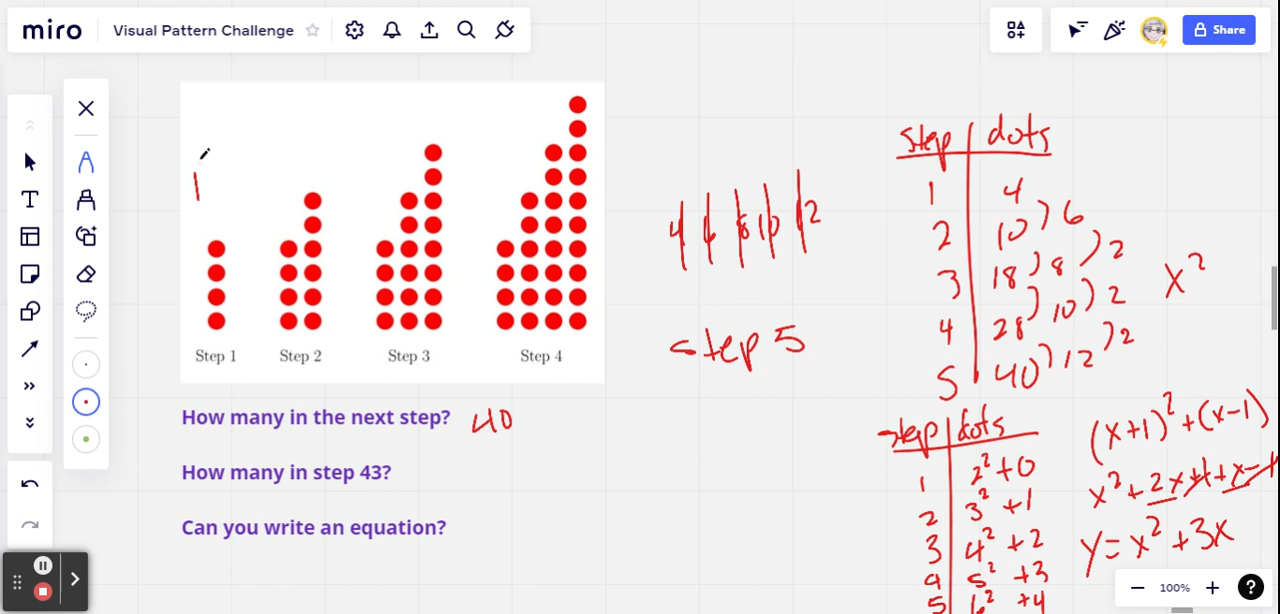 miro
Visual Pattern Challenge
Share
Step 1
Step 2
Step 3
Step 4
How many in the next step? 40
How many in step 43?
Can you write an equation?
4 | 6 | 8 | 10 | 12
step 5
step | dots
1 | 4
2 | 10 ) 6
3 | 18 ) 8 ) 2
4 | 28 ) 10 ) 2
5 | 40 ) 12 ) 2
x²
step | dots
1 | 2² + 0
2 | 3² + 1
3 | 4² + 2
4 | 5² + 3
5 | 6² + 4
(x+1)² + (x-1)
x² + 2x + 1 + x - 1
y = x² + 3x
100%